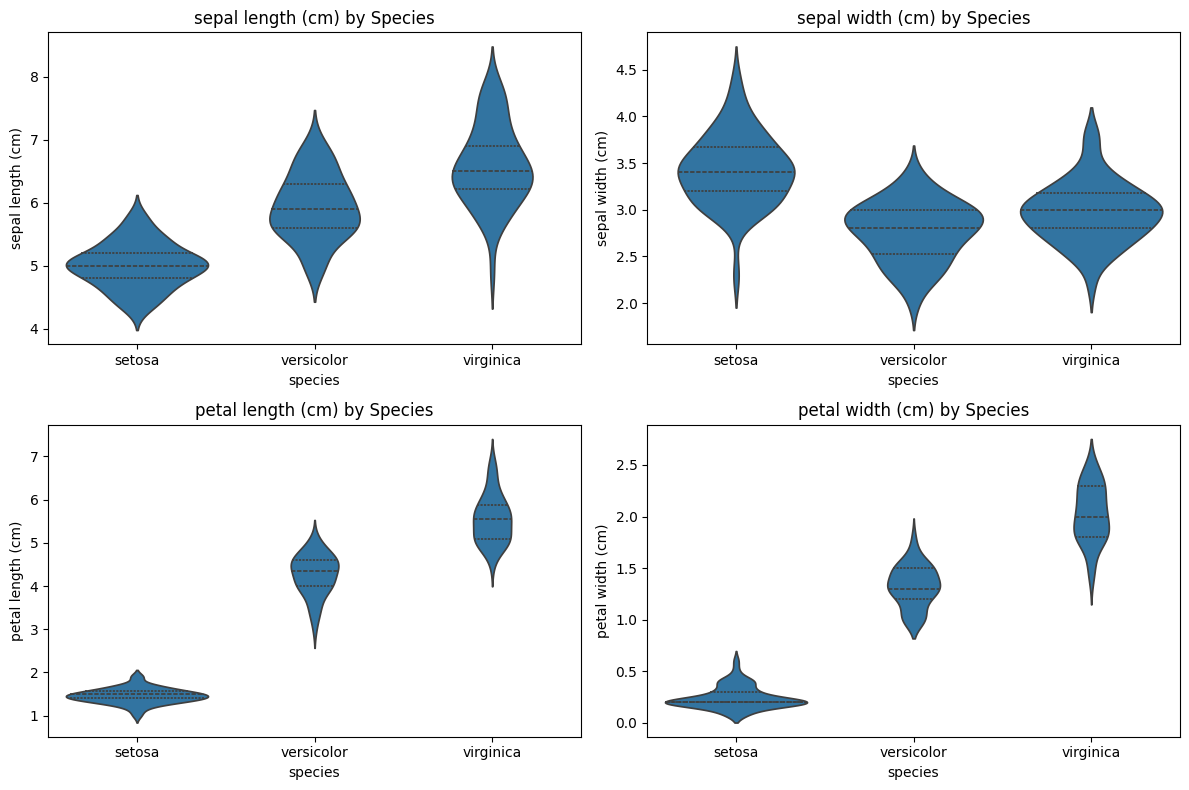 sepal length (cm) by Species
sepal length (cm)
8
7
6
5
4
setosa versicolor virginica
species
sepal width (cm) by Species
sepal width (cm)
4.5
4.0
3.5
3.0
2.5
2.0
setosa versicolor virginica
species
petal length (cm) by Species
petal length (cm)
7
6
5
4
3
2
1
setosa versicolor virginica
species
petal width (cm) by Species
petal width (cm)
2.5
2.0
1.5
1.0
0.5
0.0
setosa versicolor virginica
species